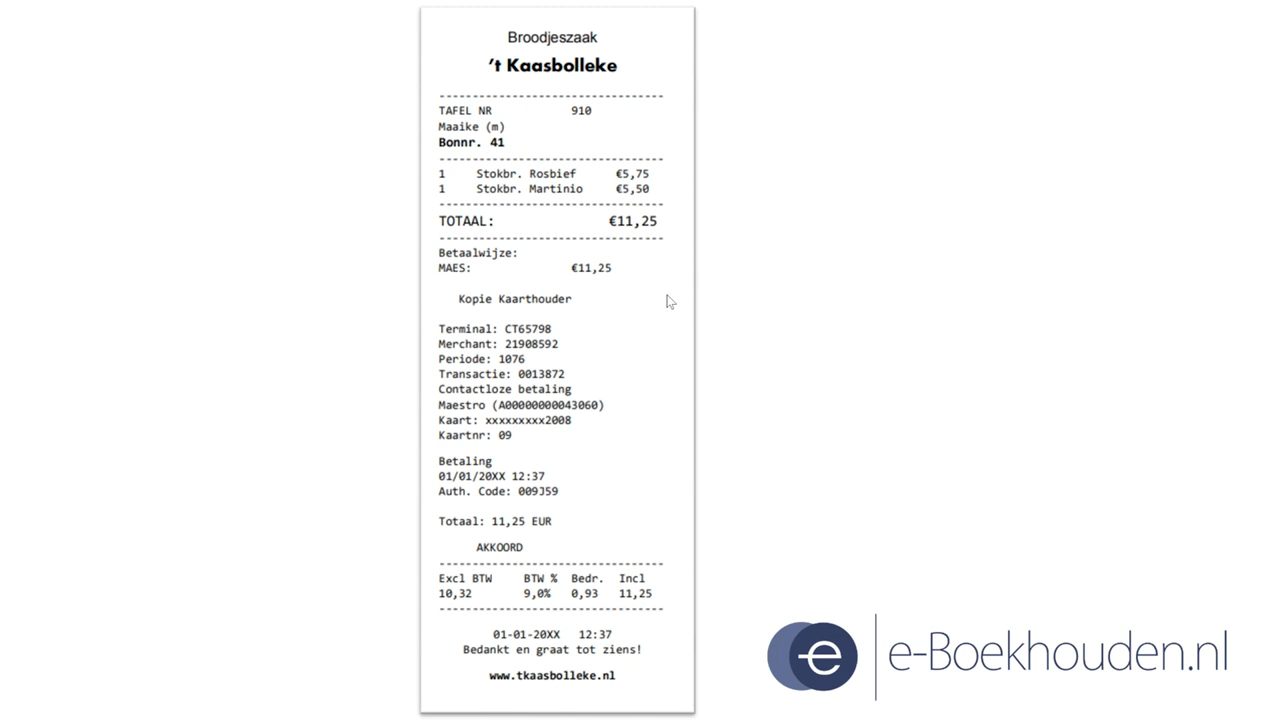 Broodjeszaak
't Kaasbolleke
TAFEL NR 910
Maaike (m)
Bonnr. 41
1 Stokbr. Rosbief €5,75
1 Stokbr. Martinio €5,50
TOTAAL: €11,25
Betaalwijze:
MAES: €11,25
Kopie Kaarthouder
Terminal: CT65798
Merchant: 21908592
Periode: 1076
Transactie: 0013872
Contactloze betaling
Maestro (A00000000043060)
Kaart: xxxxxxxxx2008
Kaartnr: 09
Betaling
01/01/20XX 12:37
Auth. Code: 009J59
Totaal: 11,25 EUR
AKKOORD
Excl BTW BTW % Bedr. Incl
10,32 9,0% 0,93 11,25
01-01-20XX 12:37
Bedankt en graat tot ziens!
www.tkaasbolleke.nl
e e-Boekhouden.nl